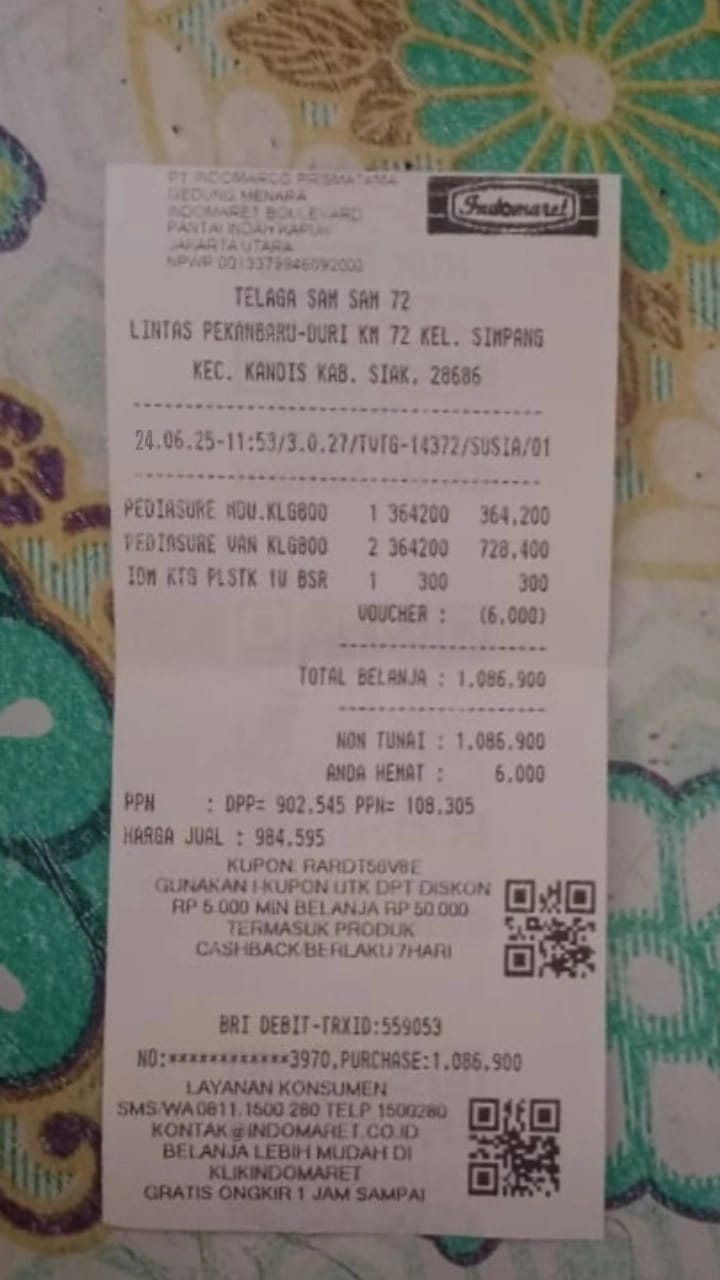 PT INDOMARCO PRISMATAMA
GEDUNG MENARA
INDOMARET BOULEVARD
PANTAI INDAH KAPUK
JAKARTA UTARA
NPWP 0013379946092000
Indomaret
TELAGA SAM SAM 72
LINTAS PEKANBARU-DURI KM 72 KEL. SIMPANG
KEC. KANDIS KAB. SIAK, 28686
24.06.25-11:53/3.0.27/TVTG-14372/SUSIA/01
PEDIASURE MDU.KLG800 1 364200 364,200
PEDIASURE VAN KLG800 2 364200 728,400
IDM KTG PLSTK 1W BSR 1 300 300
VOUCHER : (6,000)
TOTAL BELANJA : 1.086.900
NON TUNAI : 1.086.900
ANDA HEMAT : 6.000
PPN : DPP= 902.545 PPN= 108.305
HARGA JUAL : 984.595
KUPON: RARDT56V8E
GUNAKAN I-KUPON UTK DPT DISKON
RP 5.000 MIN BELANJA RP 50.000
TERMASUK PRODUK
CASHBACK/BERLAKU 7HARI
BRI DEBIT-TRXID:559053
NO:************3970,PURCHASE:1.086.900
LAYANAN KONSUMEN
SMS/WA 0811.1500.280 TELP 1500280
KONTAK@INDOMARET.CO.ID
BELANJA LEBIH MUDAH DI
KLIKINDOMARET
GRATIS ONGKIR 1 JAM SAMPAI